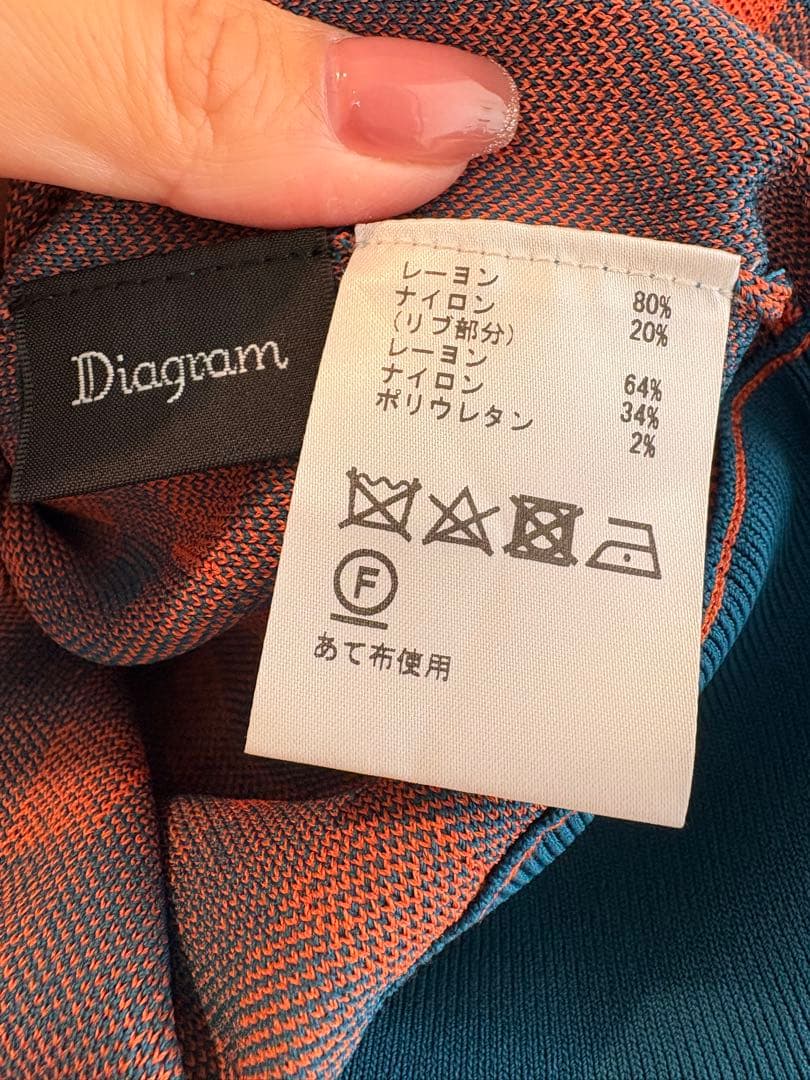 Diagram
レーヨン 80%
ナイロン 20%
(リブ部分)
レーヨン 64%
ナイロン 34%
ポリウレタン 2%
F
あて布使用